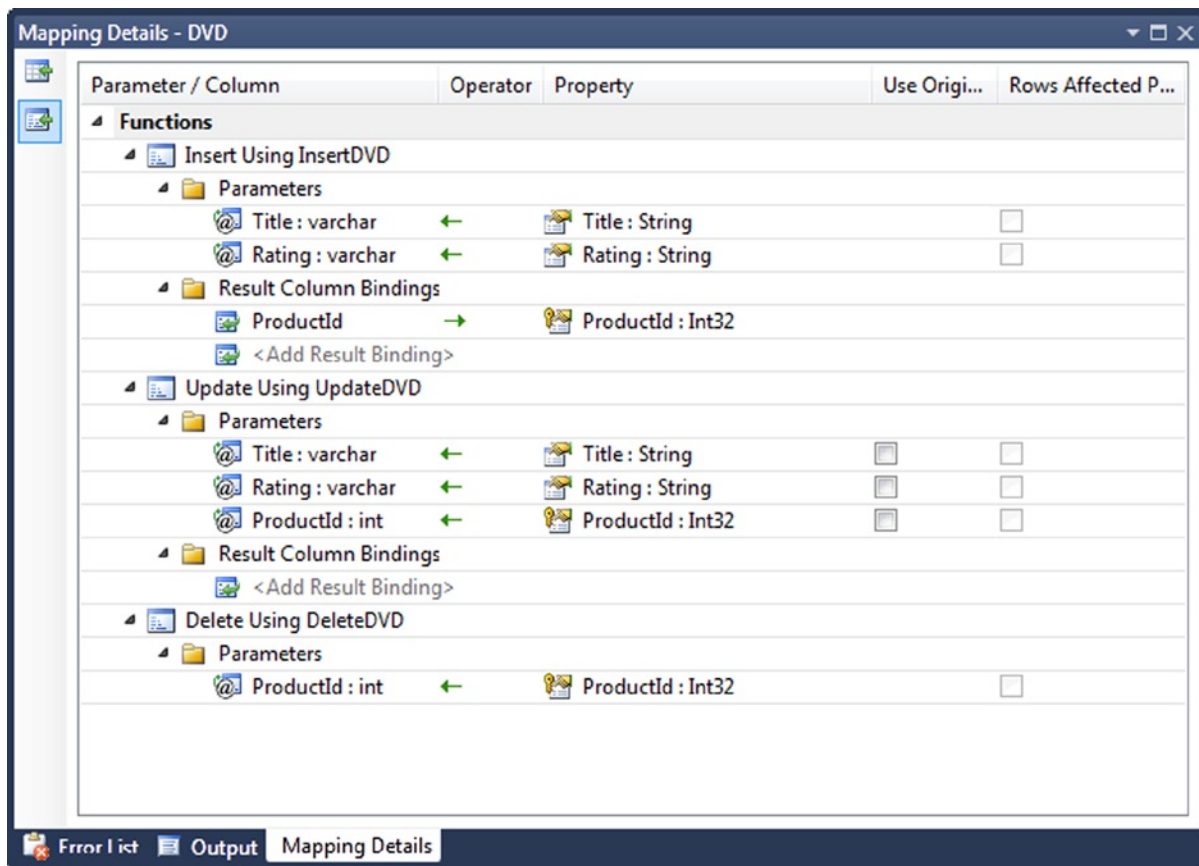 Mapping Details - DVD
Parameter / Column Operator Property Use Origi... Rows Affected P...
Functions
Insert Using InsertDVD
Parameters
Title : varchar ← Title : String
Rating : varchar ← Rating : String
Result Column Bindings
ProductId → ProductId : Int32
<Add Result Binding>
Update Using UpdateDVD
Parameters
Title : varchar ← Title : String
Rating : varchar ← Rating : String
ProductId : int ← ProductId : Int32
Result Column Bindings
<Add Result Binding>
Delete Using DeleteDVD
Parameters
ProductId : int ← ProductId : Int32
Error List Output Mapping Details